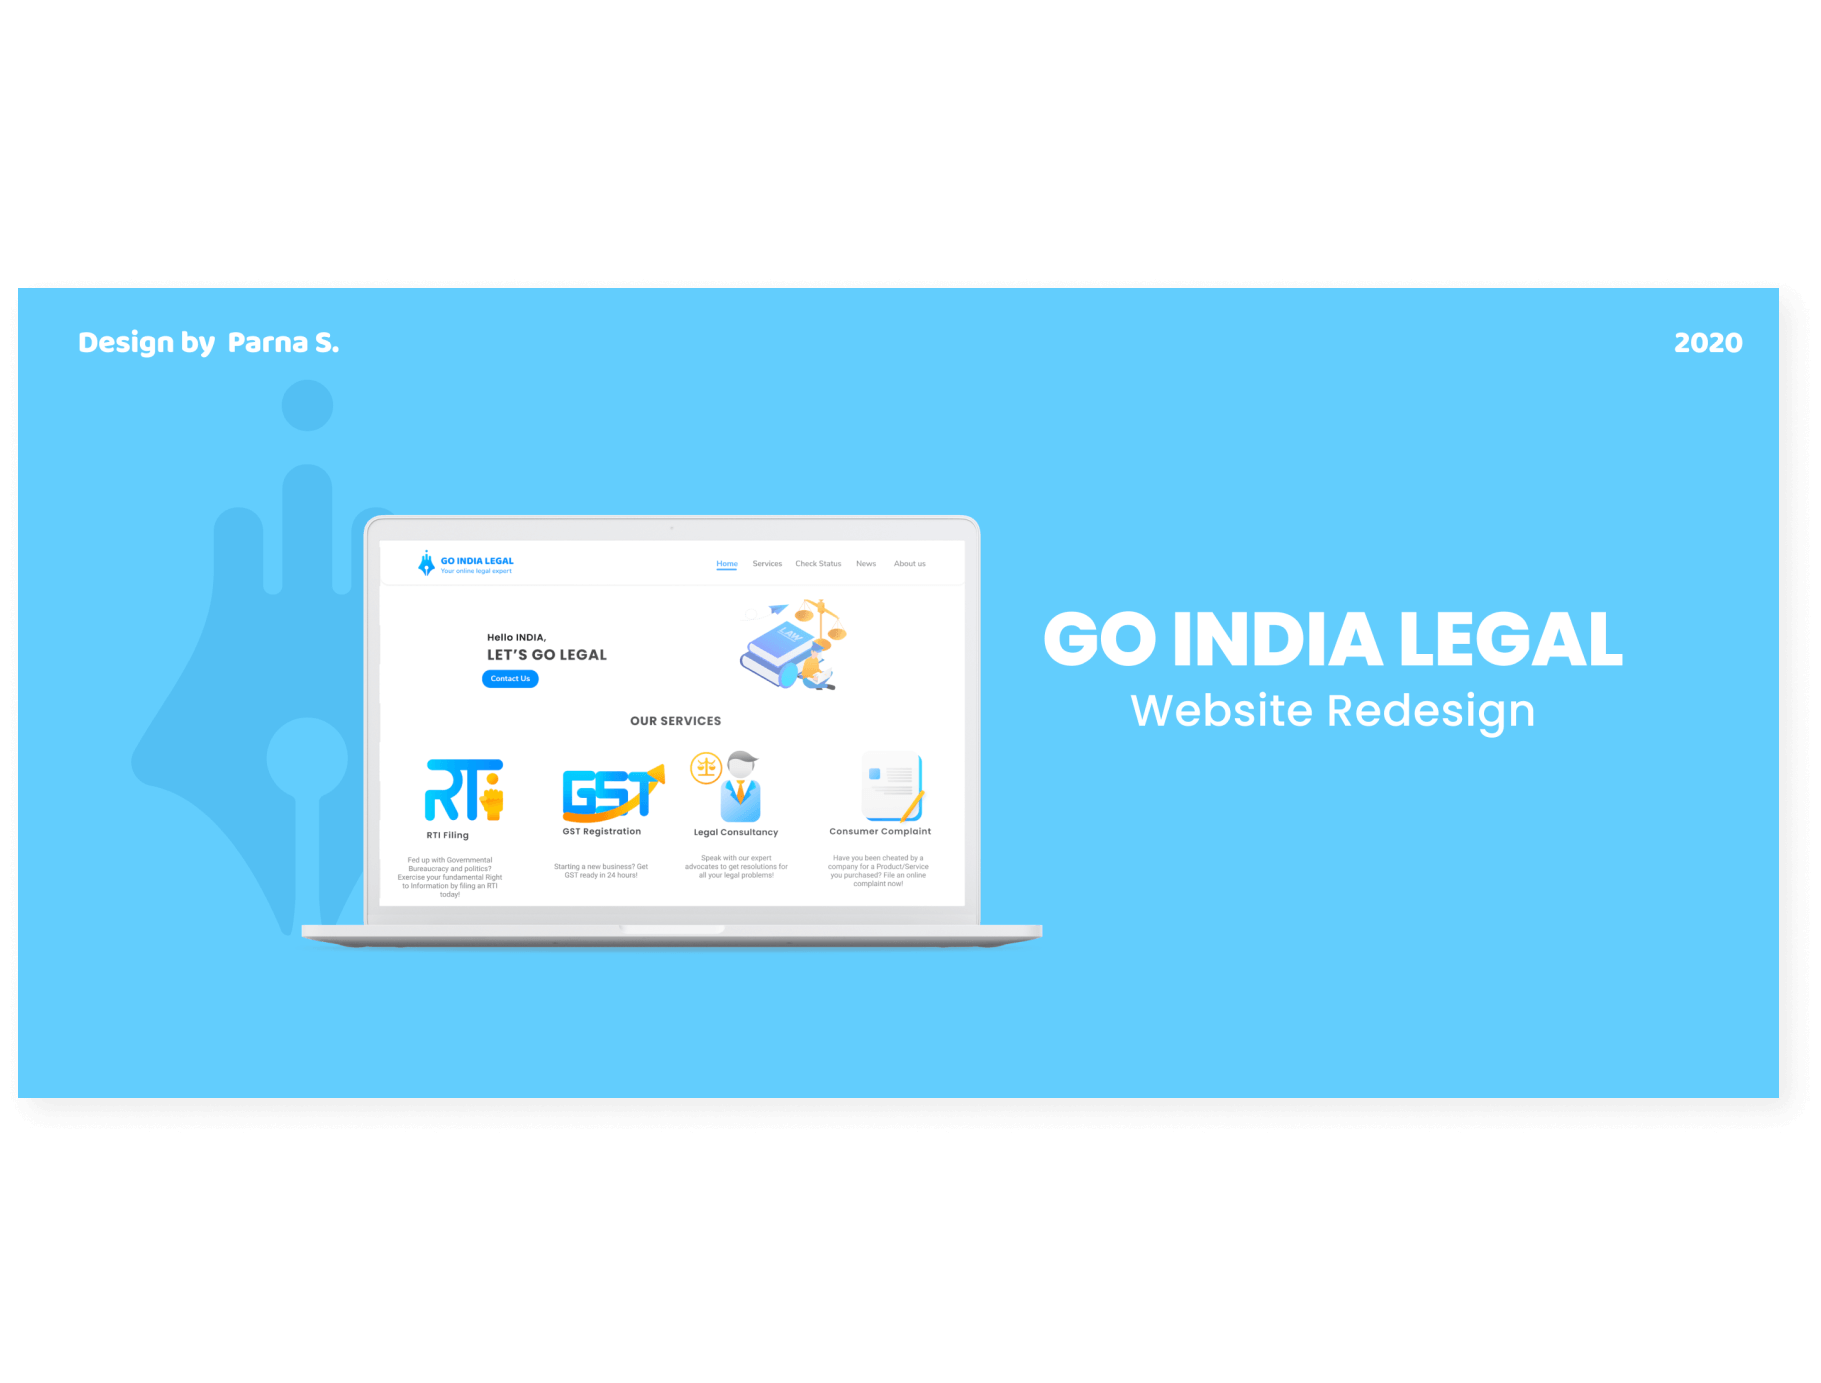 Design by Parna S.
2020
GO INDIA LEGAL
Your online legal expert
Home Services Check Status News About us
Hello INDIA,
LET'S GO LEGAL
Contact Us
LAW
OUR SERVICES
RTI
GST
RTI Filing
GST Registration
Legal Consultancy
Consumer Complaint
Fed up with Governmental
Bureaucracy and politics?
Exercise your fundamental Right
to Information by filing an RTI
today!
Starting a new business? Get
GST ready in 24 hours!
Speak with our expert
advocates to get resolutions for
all your legal problems!
Have you been cheated by a
company for a Product/Service
you purchased? File an online
complaint now!
GO INDIA LEGAL
Website Redesign